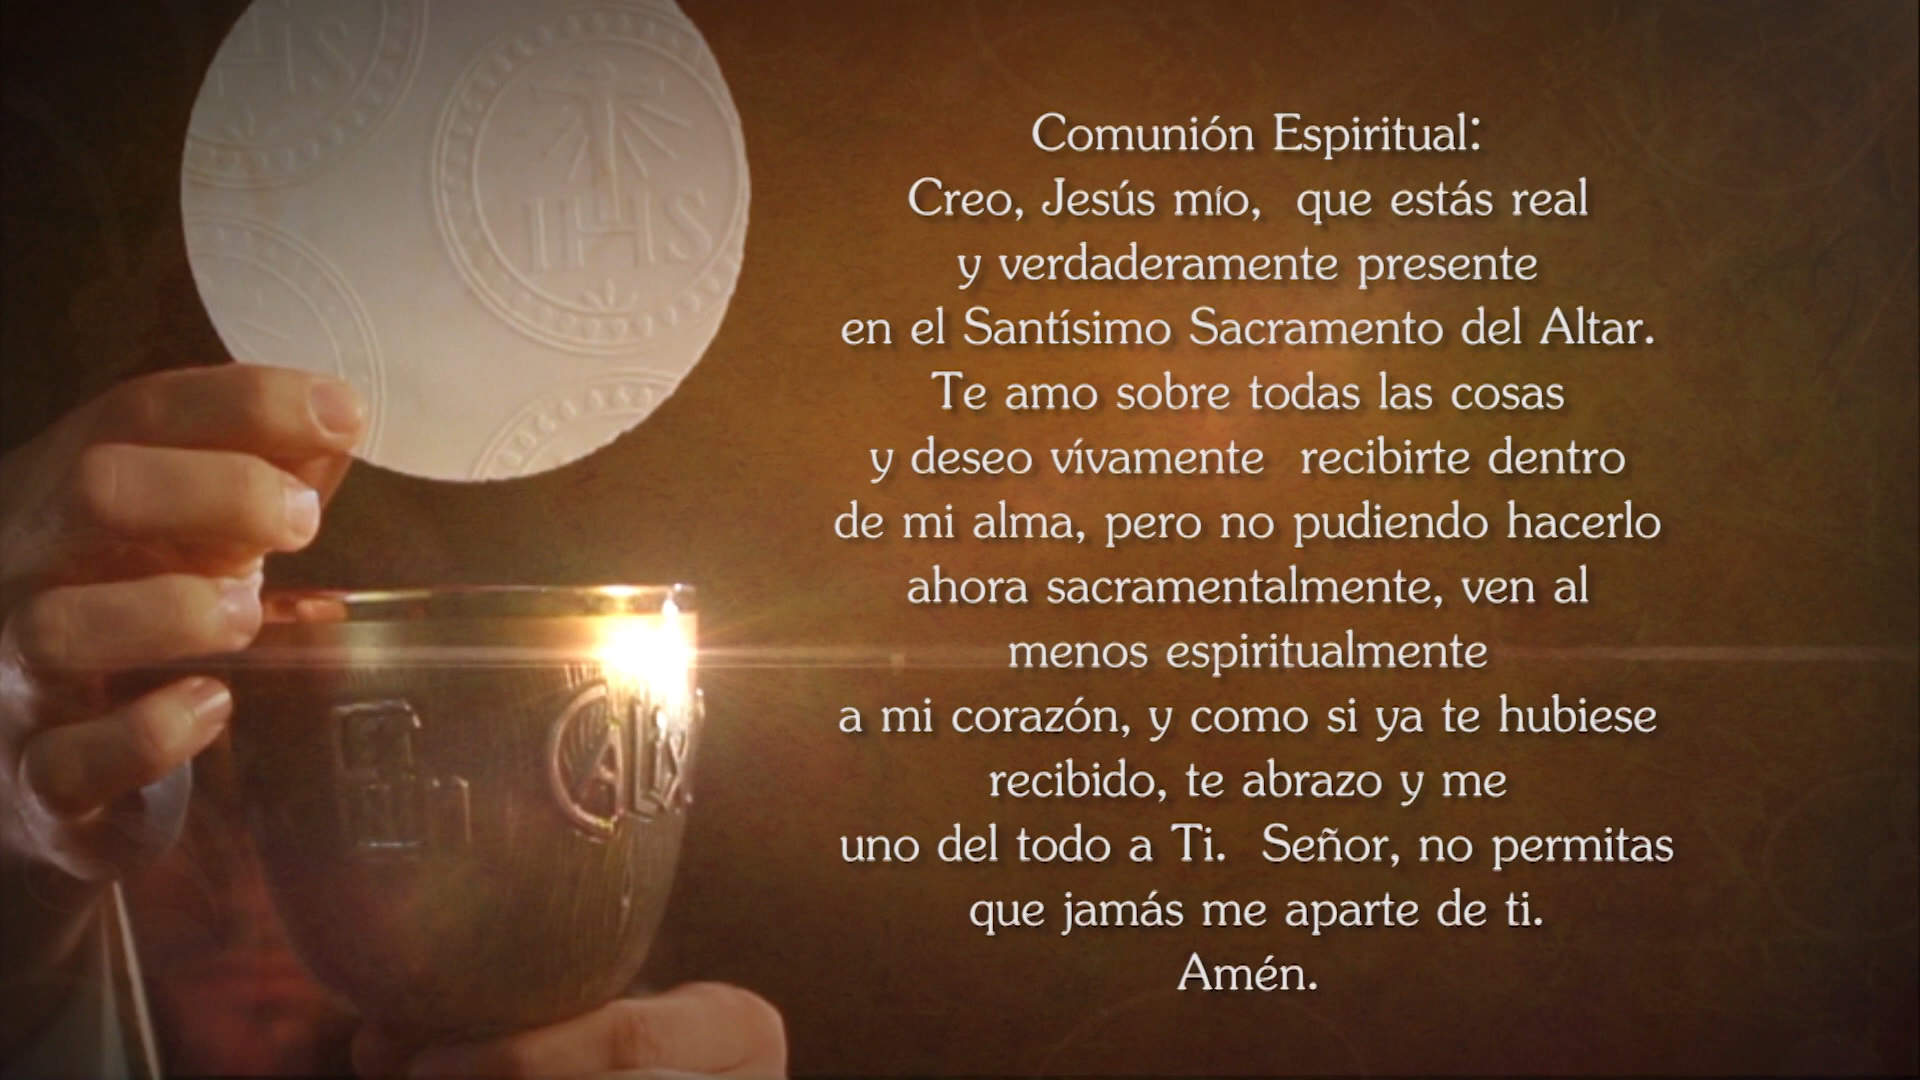 IHS
Comunión Espiritual:
Creo, Jesús mío, que estás real
y verdaderamente presente
en el Santísimo Sacramento del Altar.
Te amo sobre todas las cosas
y deseo vívamente recibirte dentro
de mi alma, pero no pudiendo hacerlo
ahora sacramentalmente, ven al
menos espiritualmente
a mi corazón, y como si ya te hubiese
recibido, te abrazo y me
uno del todo a Ti. Señor, no permitas
que jamás me aparte de ti.
Amén.